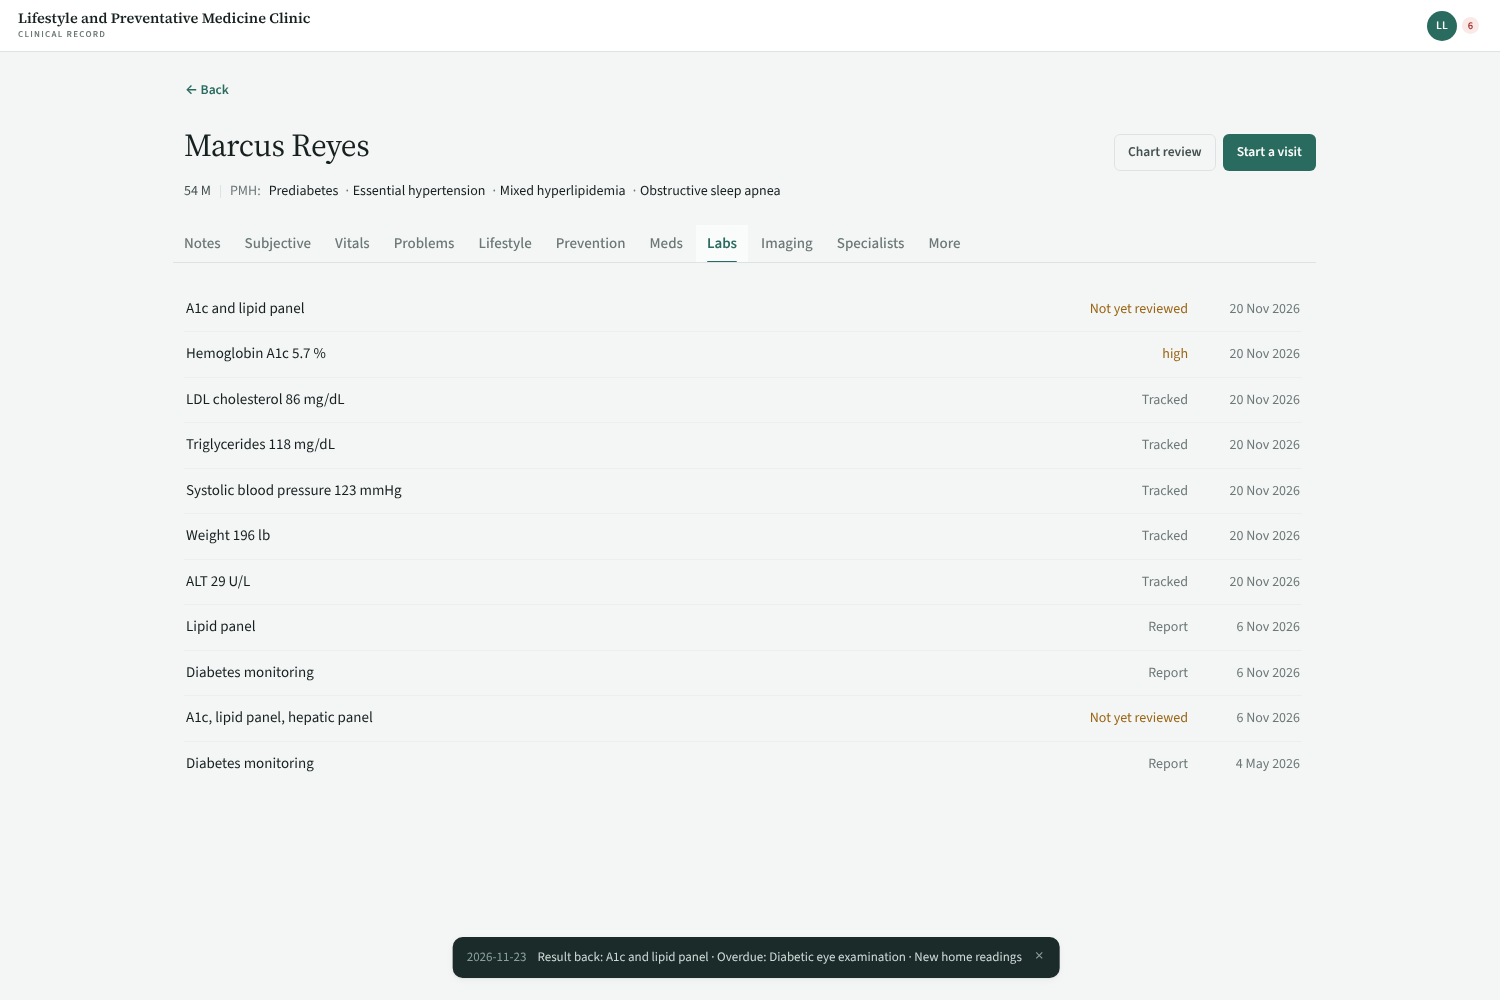 Lifestyle and Preventative Medicine Clinic
CLINICAL RECORD
LL 6
← Back
Marcus Reyes
Chart review Start a visit
54 M | PMH: Prediabetes · Essential hypertension · Mixed hyperlipidemia · Obstructive sleep apnea
Notes Subjective Vitals Problems Lifestyle Prevention Meds Labs Imaging Specialists More
A1c and lipid panel Not yet reviewed 20 Nov 2026
Hemoglobin A1c 5.7 % high 20 Nov 2026
LDL cholesterol 86 mg/dL Tracked 20 Nov 2026
Triglycerides 118 mg/dL Tracked 20 Nov 2026
Systolic blood pressure 123 mmHg Tracked 20 Nov 2026
Weight 196 lb Tracked 20 Nov 2026
ALT 29 U/L Tracked 20 Nov 2026
Lipid panel Report 6 Nov 2026
Diabetes monitoring Report 6 Nov 2026
A1c, lipid panel, hepatic panel Not yet reviewed 6 Nov 2026
Diabetes monitoring Report 4 May 2026
2026-11-23 Result back: A1c and lipid panel · Overdue: Diabetic eye examination · New home readings ×